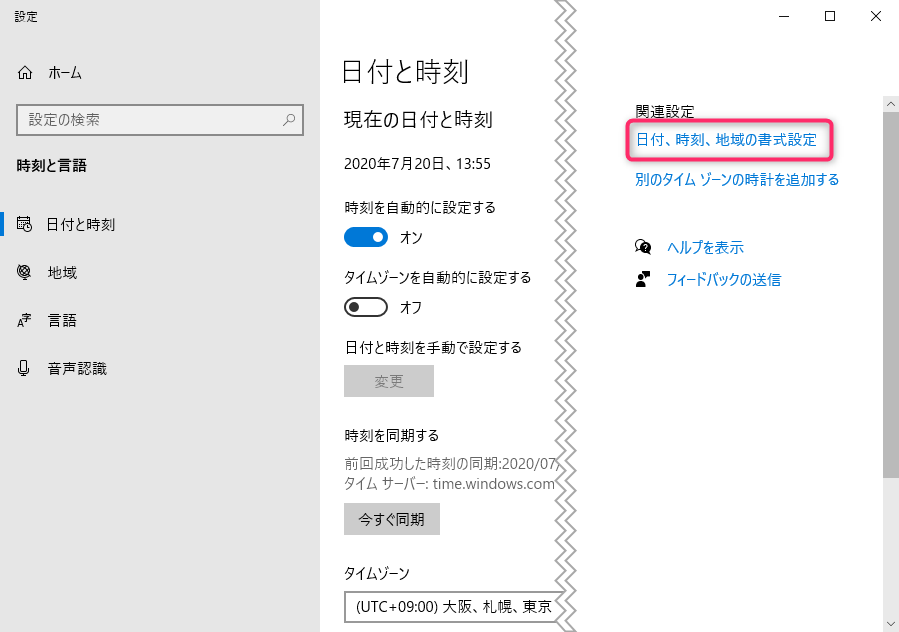 設定
ホーム
設定の検索
時刻と言語
日付と時刻
地域
言語
音声認識
日付と時刻
現在の日付と時刻
2020年7月20日、13:55
時刻を自動的に設定する
オン
タイムゾーンを自動的に設定する
オフ
日付と時刻を手動で設定する
変更
時刻を同期する
前回成功した時刻の同期:2020/07/
タイム サーバー: time.windows.com
今すぐ同期
タイムゾーン
(UTC+09:00) 大阪、札幌、東京
関連設定
日付、時刻、地域の書式設定
別のタイム ゾーンの時計を追加する
ヘルプを表示
フィードバックの送信